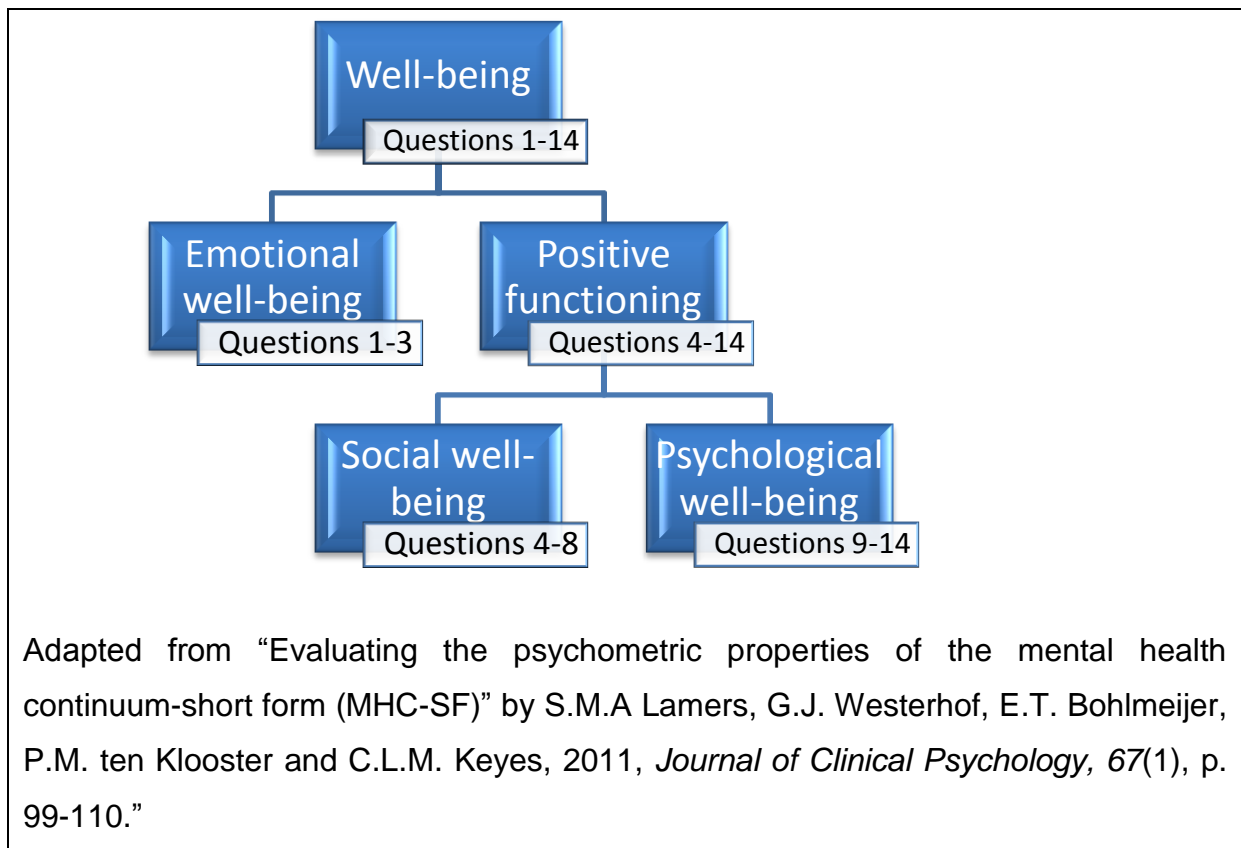 Well-being
Questions 1-14
Emotional
well-being
Questions 1-3
Positive
functioning
Questions 4-14
Social well-
being
Questions 4-8
Psychological
well-being
Questions 9-14
Adapted from “Evaluating the psychometric properties of the mental health
continuum-short form (MHC-SF)” by S.M.A Lamers, G.J. Westerhof, E.T. Bohlmeijer,
P.M. ten Klooster and C.L.M. Keyes, 2011, Journal of Clinical Psychology, 67(1), p.
99-110.”